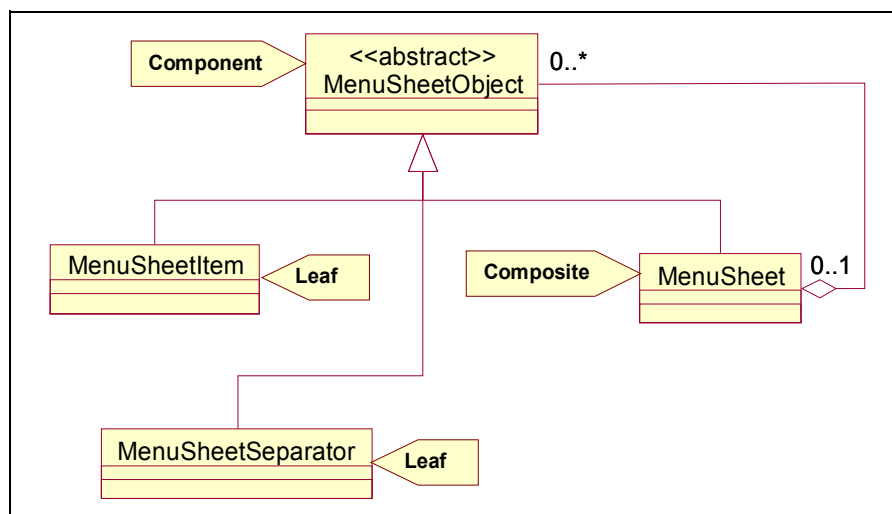 Component
<<abstract>>
MenuSheetObject
0..*
MenuSheetItem
Leaf
Composite
MenuSheet
0..1
MenuSheetSeparator
Leaf